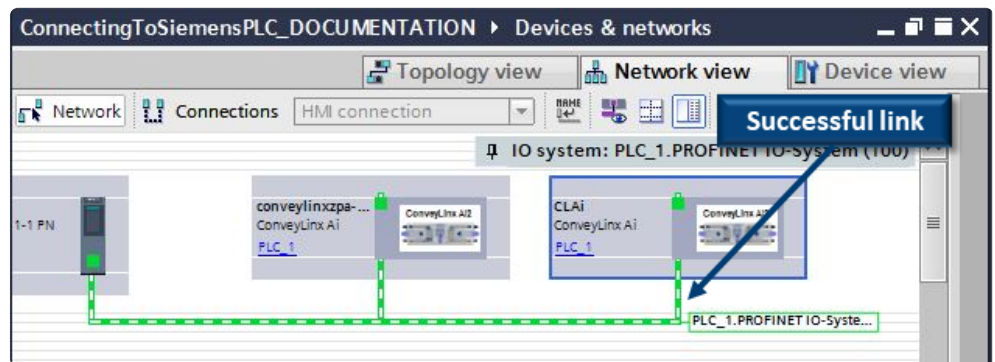 ConnectingToSiemensPLC_DOCUMENTATION ▸ Devices & networks
Topology view Network view Device view
Network Connections HMI connection
Successful link
IO system: PLC_1.PROFINET IO-System (100)
conveylinxzpa-...
ConveyLinx Ai
PLC_1
ConveyLinx AI2
CLAi
ConveyLinx Ai
PLC_1
ConveyLinx AI2
1-1 PN
PLC_1.PROFINET IO-Syste...